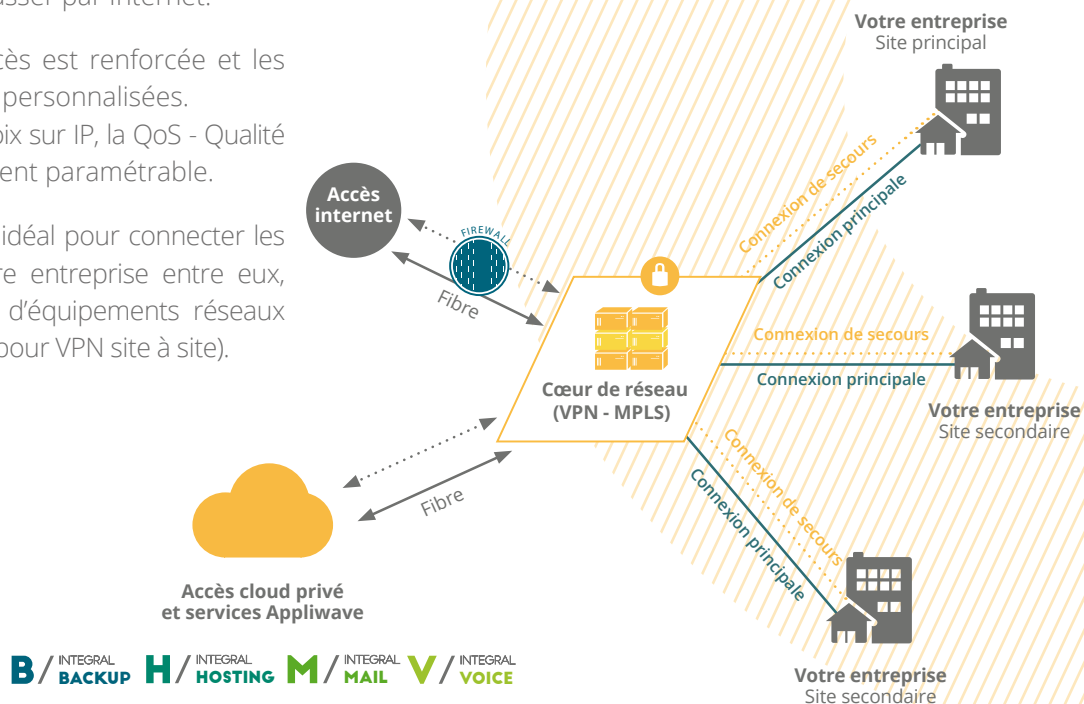 asser par Internet.
cès est renforcée et les
personnalisées.
oix sur IP, la QoS - Qualité
ent paramétrable.
idéal pour connecter les
re entreprise entre eux,
d'équipements réseaux
pour VPN site à site).
Votre entreprise
Site principal
Connexion de secours
Connexion principale
Accès
internet
FIREWALL
Fibre
Cœur de réseau
(VPN - MPLS)
Connexion de secours
Connexion principale
Votre entreprise
Site secondaire
Connexion de secours
Connexion principale
Fibre
Accès cloud privé
et services Appliwave
Votre entreprise
Site secondaire
B/ INTEGRAL BACKUP
H/ INTEGRAL HOSTING
M/ INTEGRAL MAIL
V/ INTEGRAL VOICE